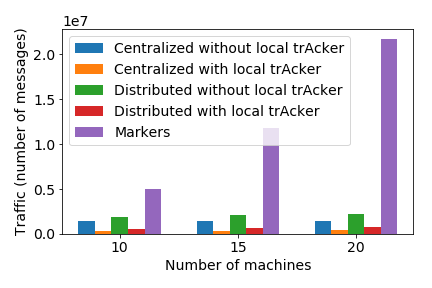 1e7
Traffic (number of messages)
2.0
1.5
1.0
0.5
0.0
Centralized without local trAcker
Centralized with local trAcker
Distributed without local trAcker
Distributed with local trAcker
Markers
10 15 20
Number of machines